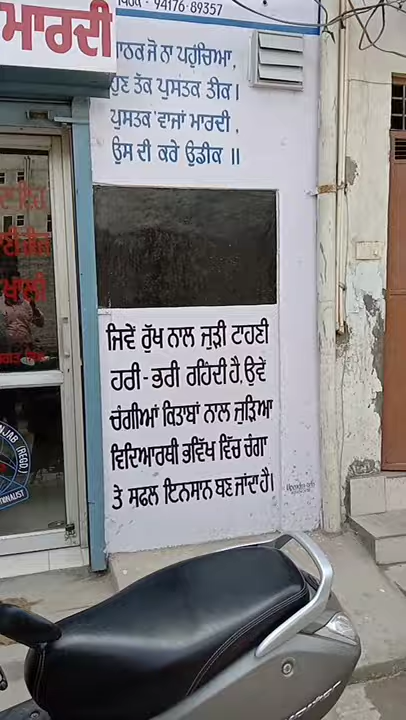 94176-89357
ਮਾਰਦੀ
ਪਾਠਕ ਜੋ ਨਾ ਪਹੁੰਚਿਆ,
ਹੁਣ ਤੱਕ ਪੁਸਤਕ ਤੀਕ।
ਪੁਸਤਕ 'ਵਾਜਾਂ ਮਾਰਦੀ,
ਉਸ ਦੀ ਕਰੇ ਉਡੀਕ ॥
ਜਿਵੇਂ ਰੁੱਖ ਨਾਲ ਜੁੜੀ ਟਾਹਣੀ
ਹਰੀ-ਭਰੀ ਰਹਿੰਦੀ ਹੈ, ਉਵੇਂ
ਚੰਗੀਆਂ ਕਿਤਾਬਾਂ ਨਾਲ ਜੁੜਿਆ
ਵਿਦਿਆਰਥੀ ਭਵਿੱਖ ਵਿੱਚ ਚੰਗਾ
ਤੇ ਸਫਲ ਇਨਸਾਨ ਬਣ ਜਾਂਦਾ ਹੈ।